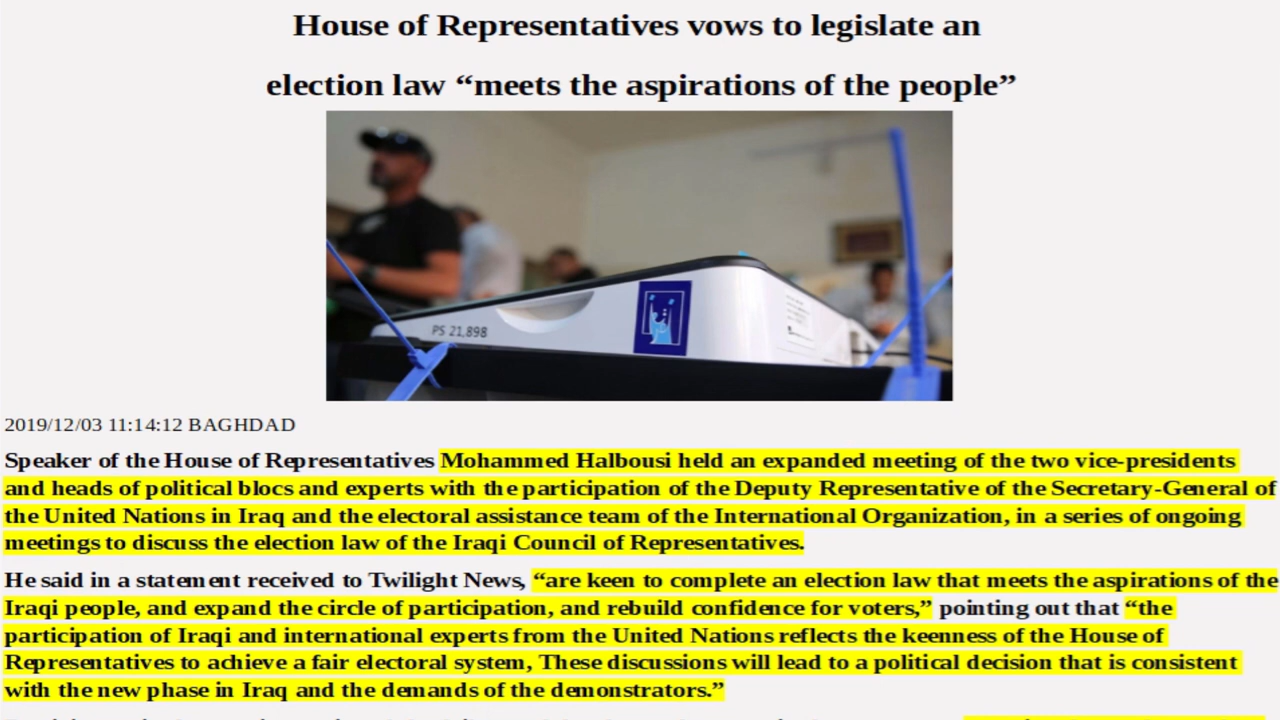 House of Representatives vows to legislate an
election law “meets the aspirations of the people”
PS 21,898
2019/12/03 11:14:12 BAGHDAD
Speaker of the House of Representatives Mohammed Halbousi held an expanded meeting of the two vice-presidents
and heads of political blocs and experts with the participation of the Deputy Representative of the Secretary-General of
the United Nations in Iraq and the electoral assistance team of the International Organization, in a series of ongoing
meetings to discuss the election law of the Iraqi Council of Representatives.
He said in a statement received to Twilight News, “are keen to complete an election law that meets the aspirations of the
Iraqi people, and expand the circle of participation, and rebuild confidence for voters,” pointing out that “the
participation of Iraqi and international experts from the United Nations reflects the keenness of the House of
Representatives to achieve a fair electoral system, These discussions will lead to a political decision that is consistent
with the new phase in Iraq and the demands of the demonstrators.”